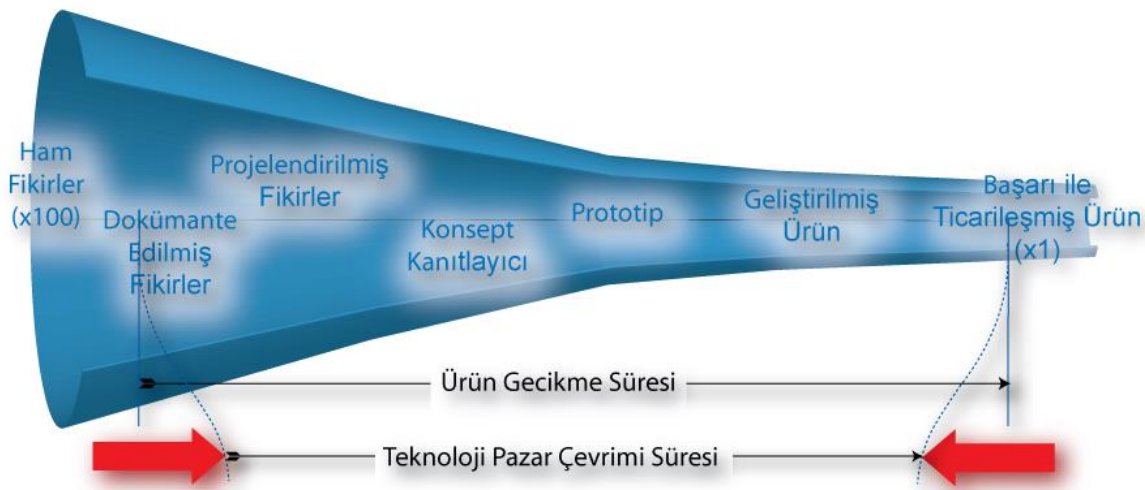 Ham
Fikirler
(x100)
Dokümante
Edilmiş
Fikirler
Projelendirilmiş
Fikirler
Konsept
Kanıtlayıcı
Prototip
Geliştirilmiş
Ürün
Başarı ile
Ticarileşmiş Ürün
(x1)
Ürün Gecikme Süresi
Teknoloji Pazar Çevrimi Süresi